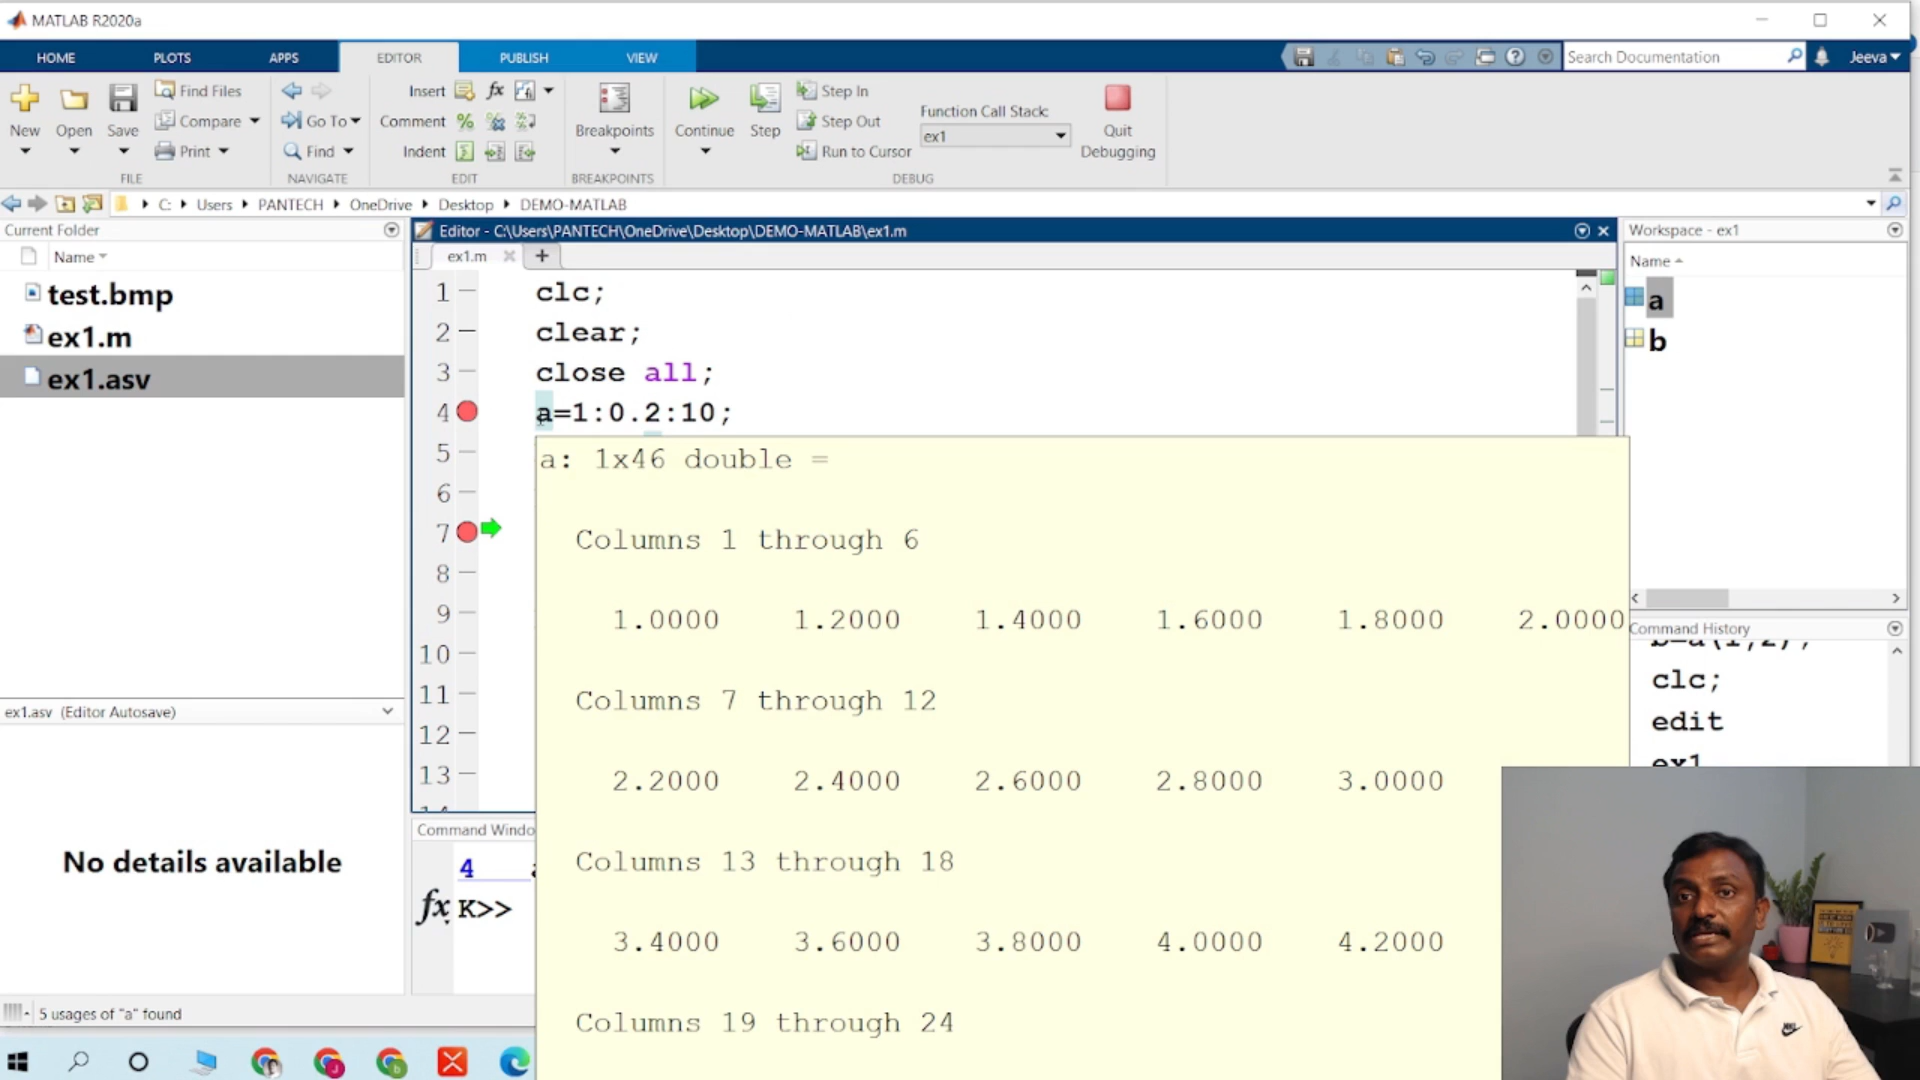 MATLAB R2020a
HOME PLOTS APPS EDITOR PUBLISH VIEW
Search Documentation
Jeeva
New
Open
Save
Find Files
Compare
Print
FILE
Go To
Find
NAVIGATE
Insert
Comment
Indent
EDIT
Breakpoints
BREAKPOINTS
Continue
Step
Step In
Step Out
Run to Cursor
Function Call Stack:
ex1
Quit
Debugging
DEBUG
C: Users PANTECH OneDrive Desktop DEMO-MATLAB
Current Folder
Name
test.bmp
ex1.m
ex1.asv
ex1.asv (Editor Autosave)
No details available
5 usages of "a" found
Editor - C:\Users\PANTECH\OneDrive\Desktop\DEMO-MATLAB\ex1.m
ex1.m
1 clc;
2 clear;
3 close all;
4 a=1:0.2:10;
5
6
7
8
9
10
11
12
13
a: 1x46 double =
Columns 1 through 6
1.0000 1.2000 1.4000 1.6000 1.8000 2.0000
Columns 7 through 12
2.2000 2.4000 2.6000 2.8000 3.0000
Columns 13 through 18
3.4000 3.6000 3.8000 4.0000 4.2000
Columns 19 through 24
4
fx K>>
Workspace - ex1
Name
a
b
Command History
clc;
edit
ex1